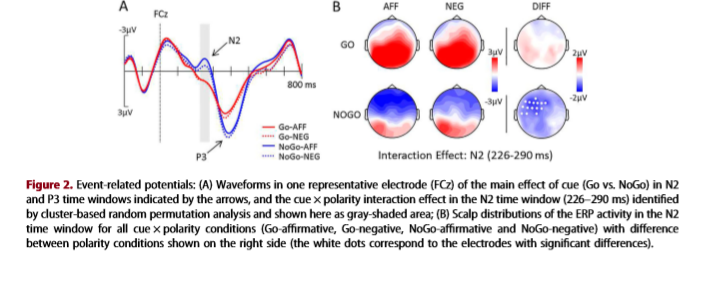 A
FCz
-3μV
N2
800 ms
3μV
P3
Go-AFF
Go-NEG
NoGo-AFF
NoGo-NEG
B
AFF
NEG
DIFF
GO
3μV
2μV
NOGO
-3μV
-2μV
Interaction Effect: N2 (226-290 ms)
Figure 2. Event-related potentials: (A) Waveforms in one representative electrode (FCz) of the main effect of cue (Go vs. NoGo) in N2
and P3 time windows indicated by the arrows, and the cue × polarity interaction effect in the N2 time window (226–290 ms) identified
by cluster-based random permutation analysis and shown here as gray-shaded area; (B) Scalp distributions of the ERP activity in the N2
time window for all cue × polarity conditions (Go-affirmative, Go-negative, NoGo-affirmative and NoGo-negative) with difference
between polarity conditions shown on the right side (the white dots correspond to the electrodes with significant differences).